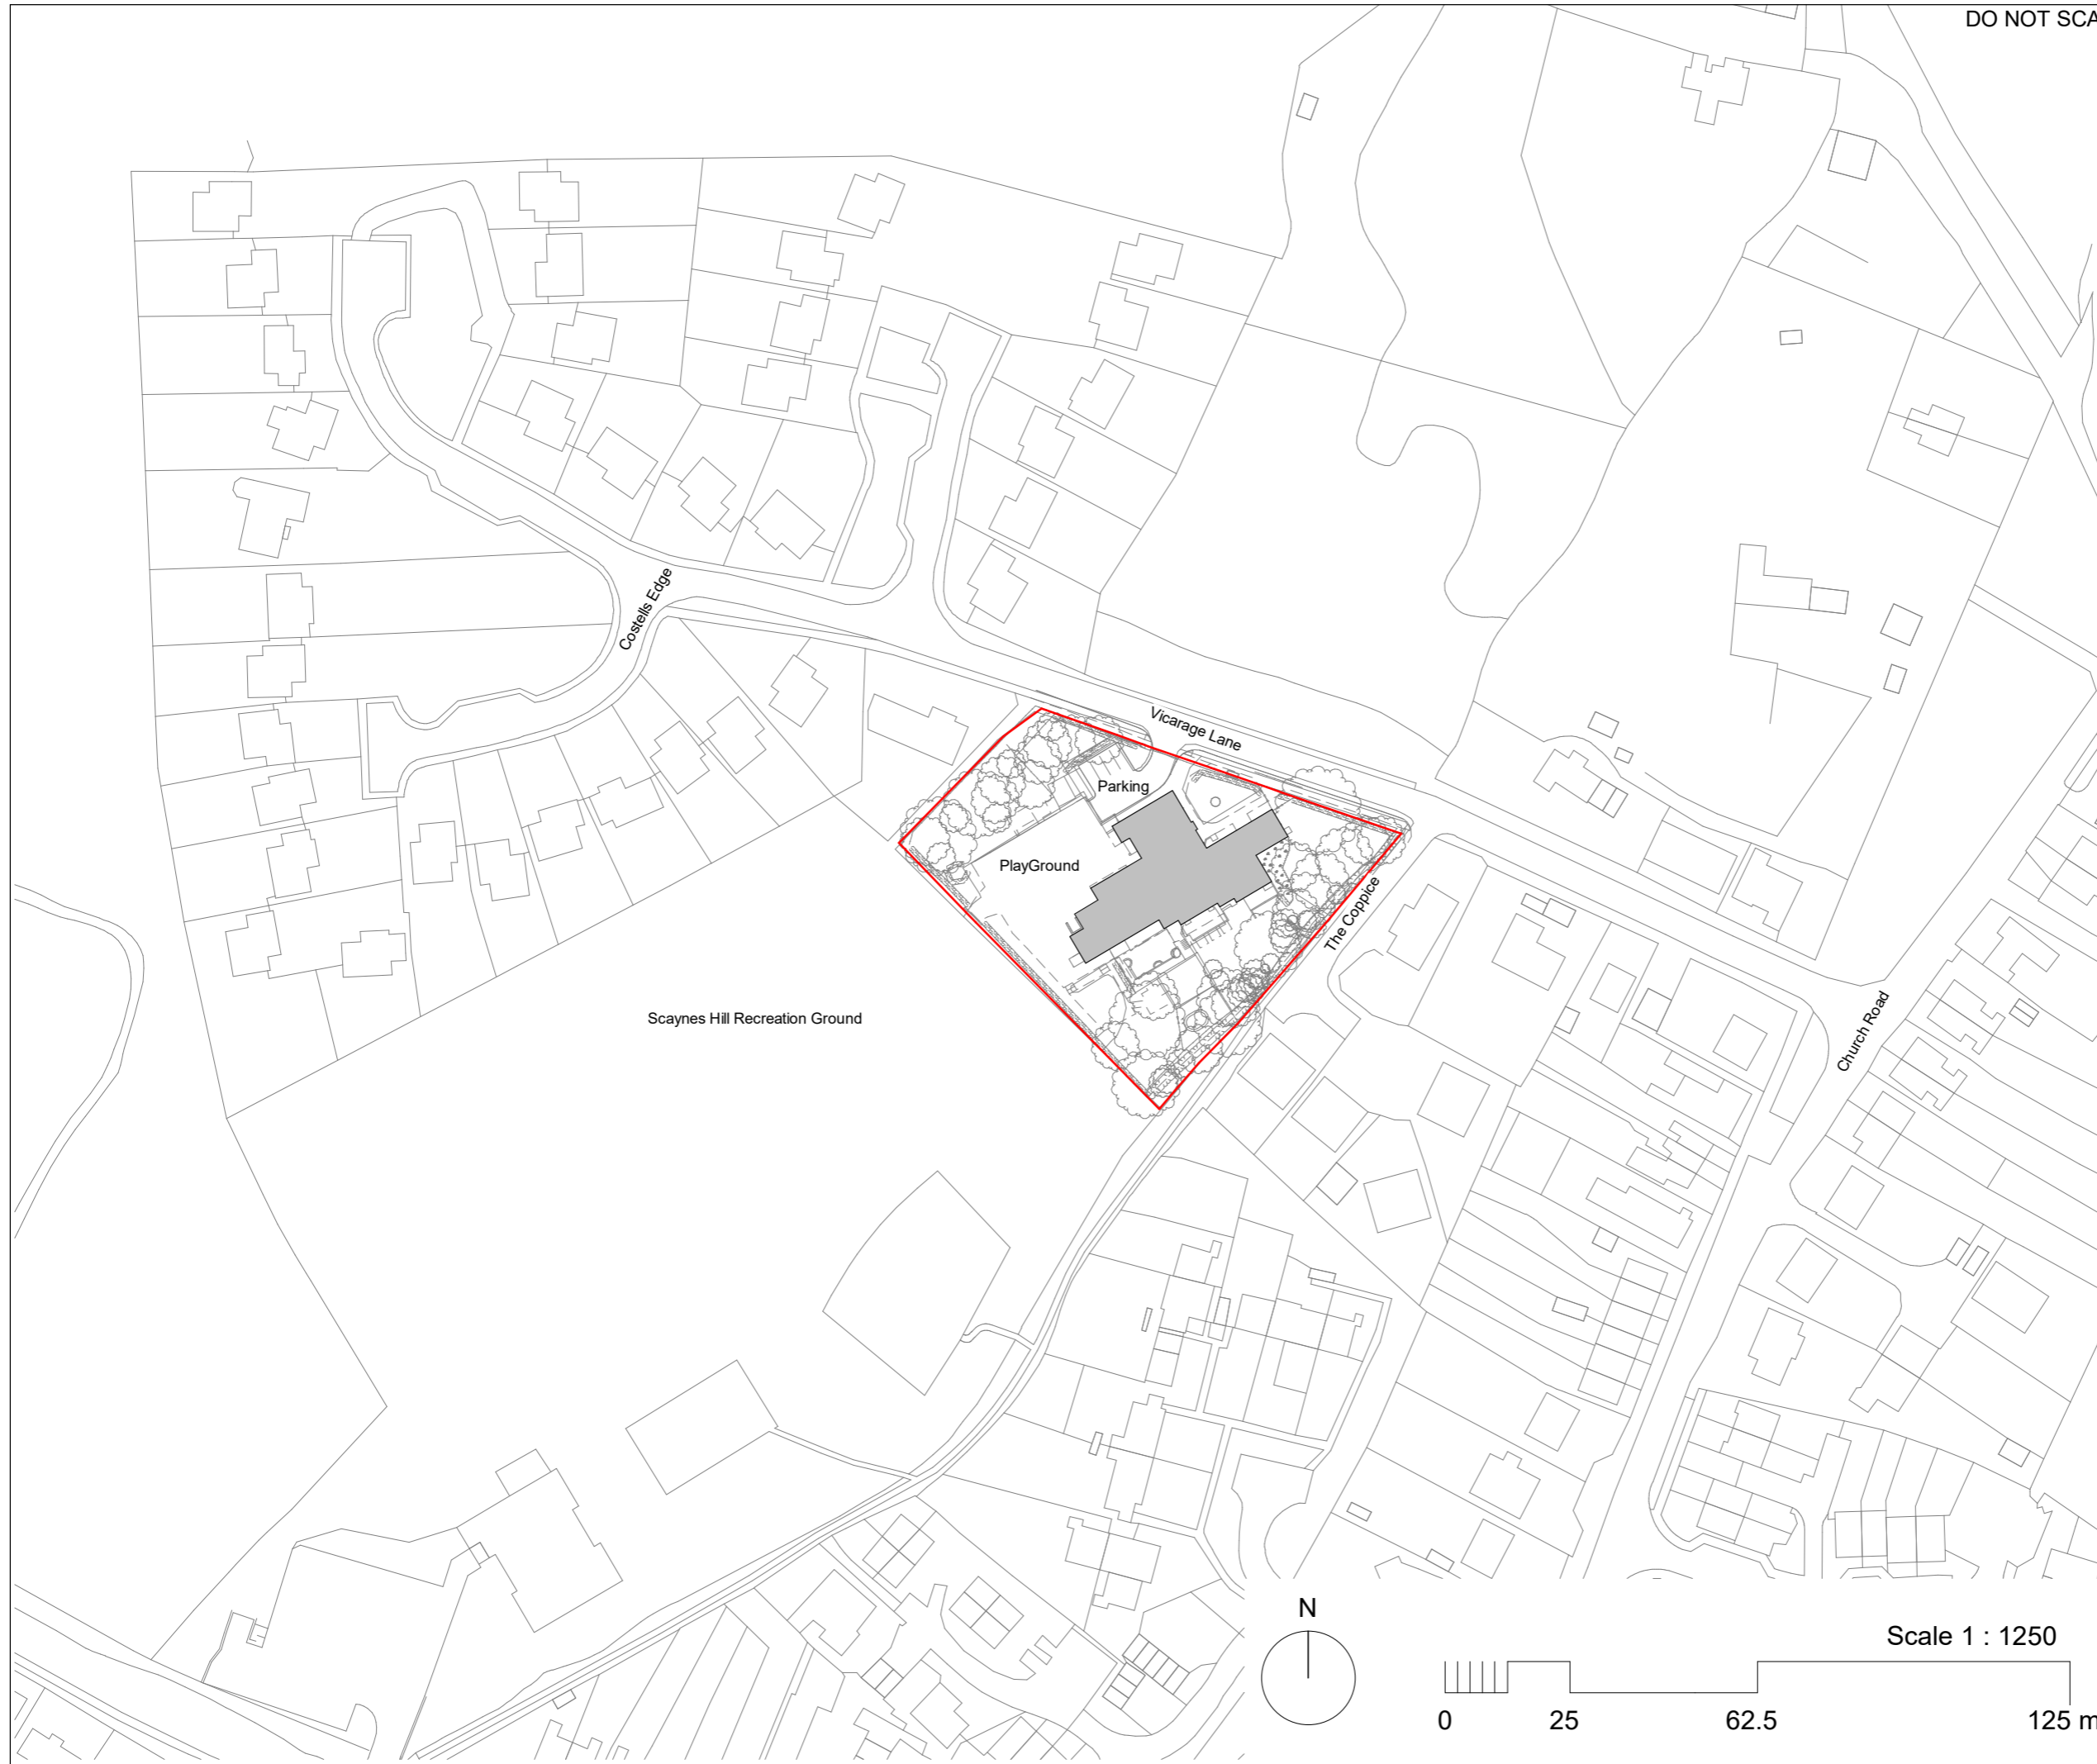 DO NOT SCA
Costells Edge
Vicarage Lane
Parking
PlayGround
The Coppice
Scaynes Hill Recreation Ground
Church Road
N
Scale 1 : 1250
0 25 62.5 125 m